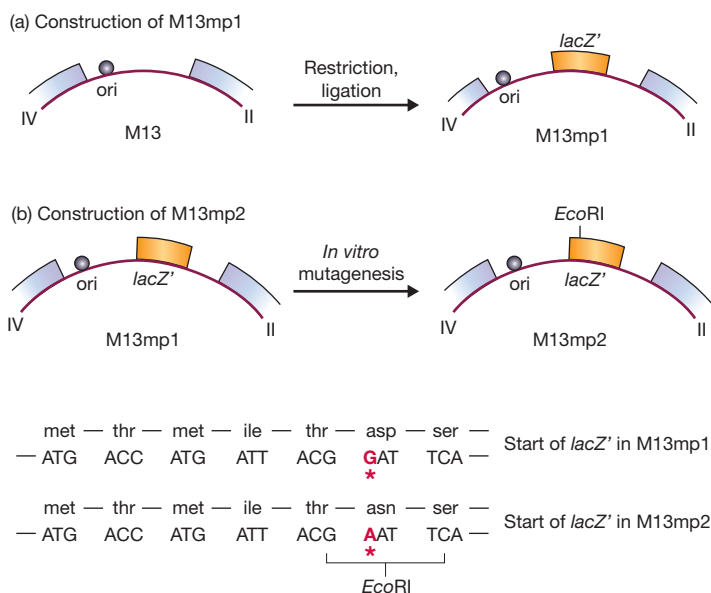 (a) Construction of M13mp1
lacZ'
Restriction,
ligation
ori
ori
IV
II
IV
II
M13
M13mp1
(b) Construction of M13mp2
EcoRI
In vitro
mutagenesis
ori
lacZ'
ori
lacZ'
IV
II
IV
II
M13mp1
M13mp2
met — thr — met — ile — thr — asp — ser —
— ATG ACC ATG ATT ACG GAT TCA —
*
Start of lacZ' in M13mp1
met — thr — met — ile — thr — asn — ser —
— ATG ACC ATG ATT ACG AAT TCA —
*
Start of lacZ' in M13mp2
EcoRI